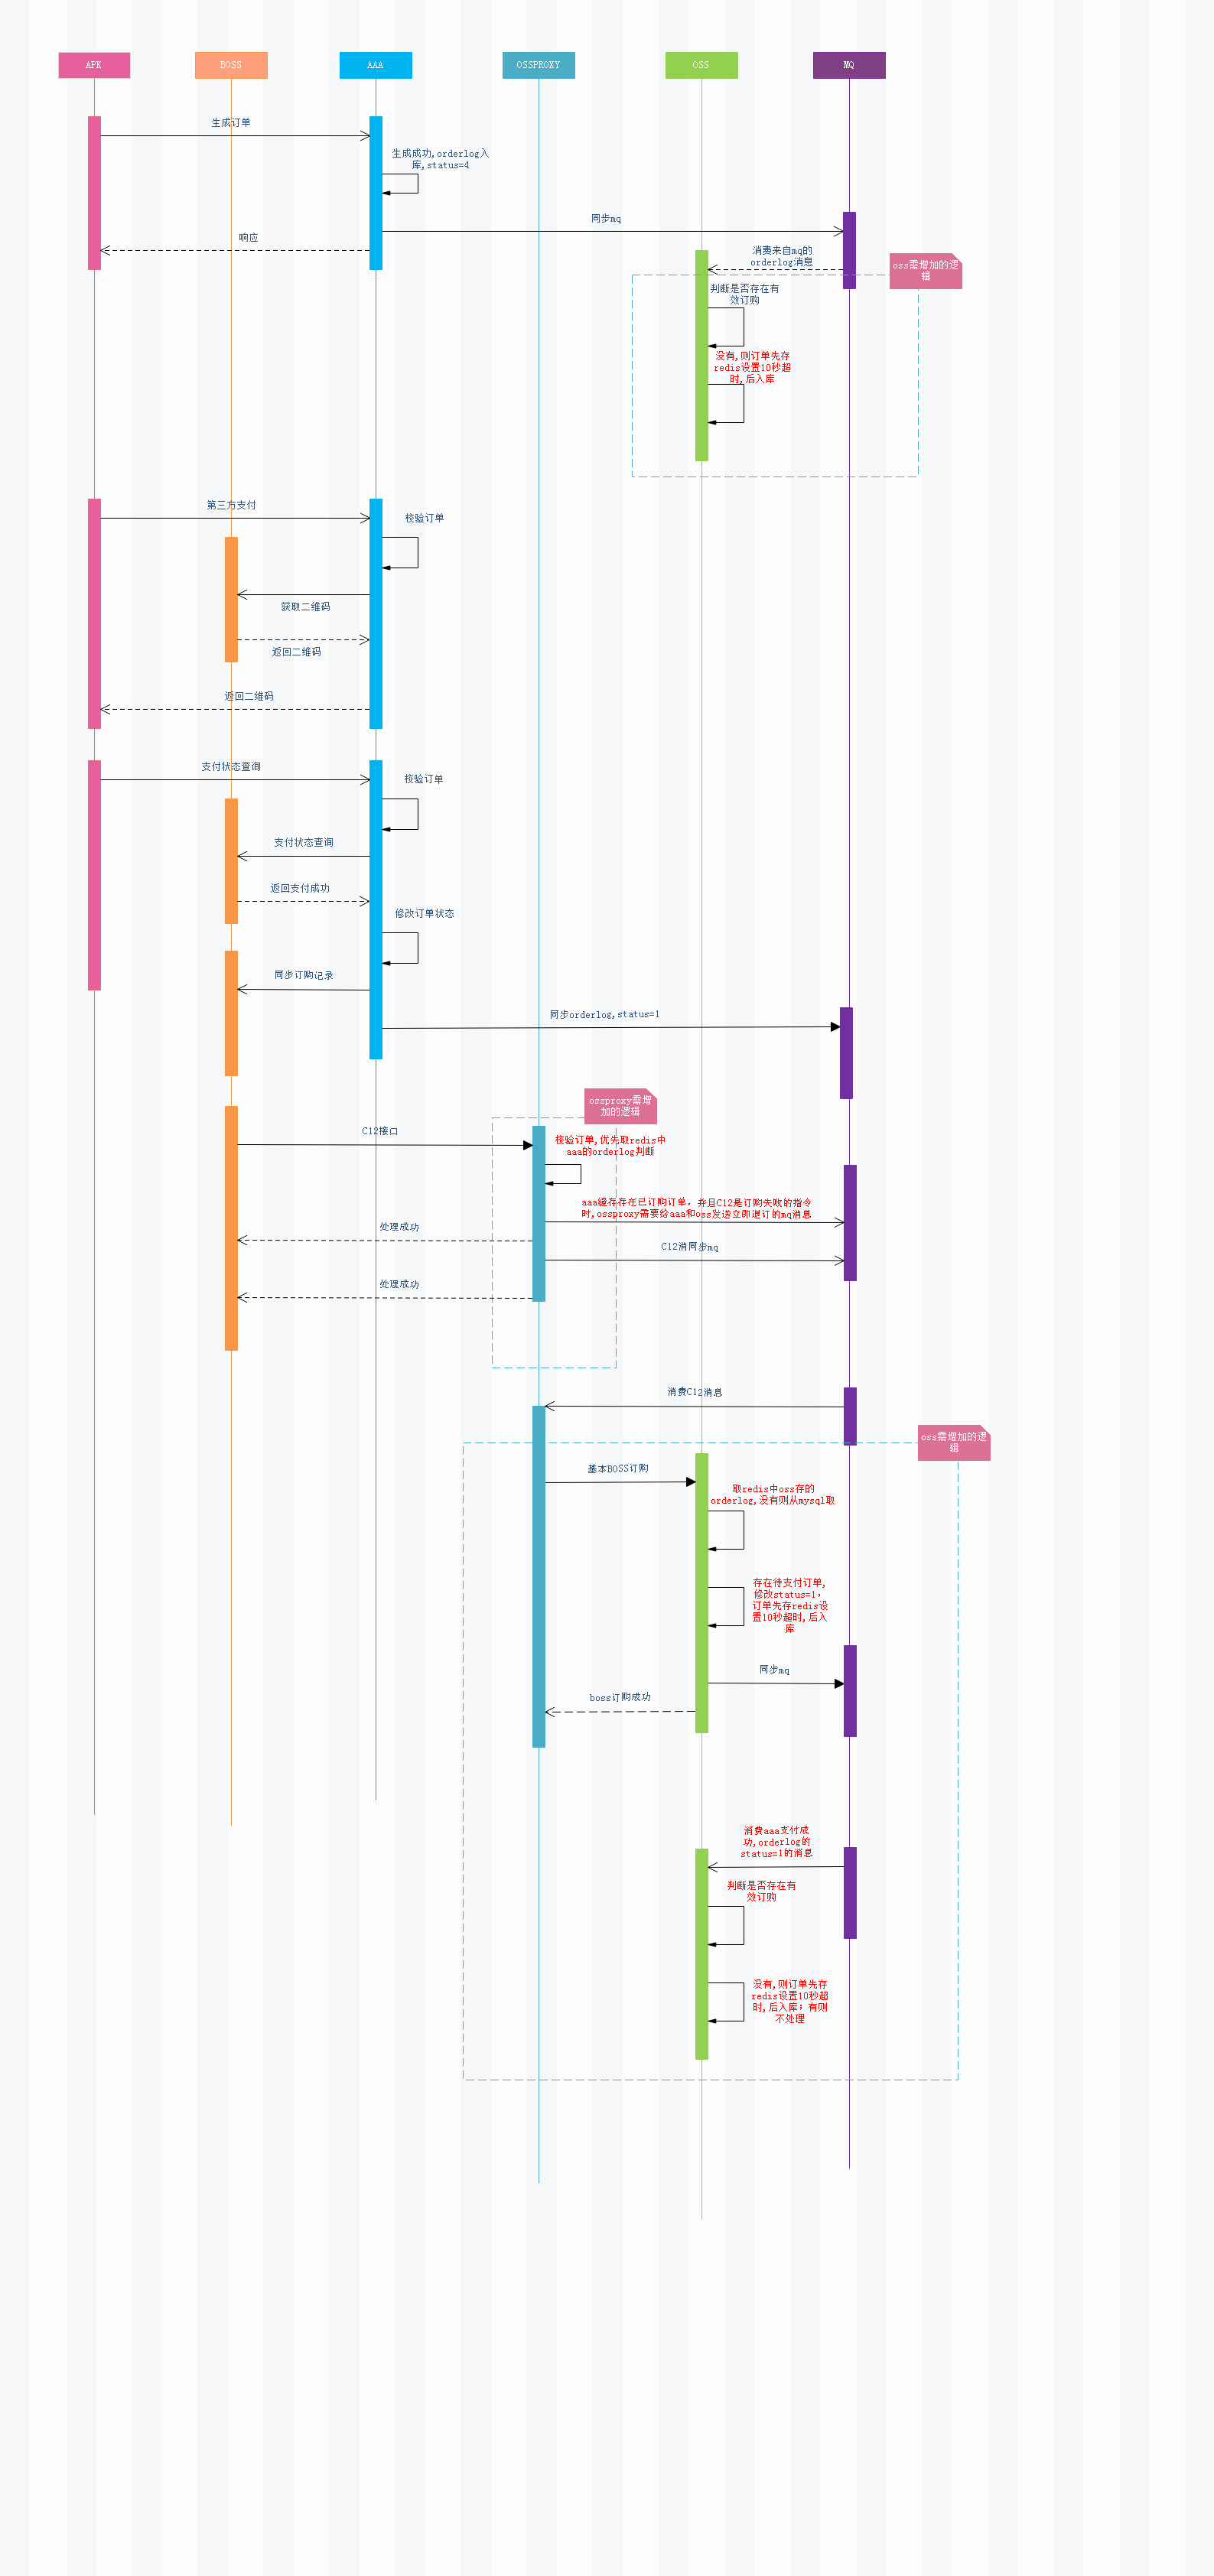 APK
BOSS
AAA
OSSPROXY
OSS
MQ
生成订单
生成成功,orderlog入
库,status=4
同步mq
响应
消费来自mq的
orderlog消息
oss需增加的逻
辑
判断是否存在有
效订购
没有,则订单先存
redis设置10秒超
时,后入库
第三方支付
校验订单
获取二维码
返回二维码
返回二维码
支付状态查询
校验订单
支付状态查询
返回支付成功
修改订单状态
同步订购记录
同步orderlog,status=1
ossproxy需增
加的逻辑
C12接口
校验订单,优先取redis中
aaa的orderlog判断
aaa缓存存在已订购订单，并且C12是订购失败的指令
时,ossproxy需要给aaa和oss发送立即退订的mq消息
处理成功
C12消同步mq
处理成功
消费C12消息
oss需增加的逻
辑
基本BOSS订购
取redis中oss存的
orderlog,没有则从mysql取
存在待支付订单,
修改status=1，
订单先存redis设
置10秒超时,后入
库
同步mq
boss订购成功
消费aaa支付成
功,orderlog的
status=1的消息
判断是否存在有
效订购
没有,则订单先存
redis设置10秒超
时,后入库；有则
不处理